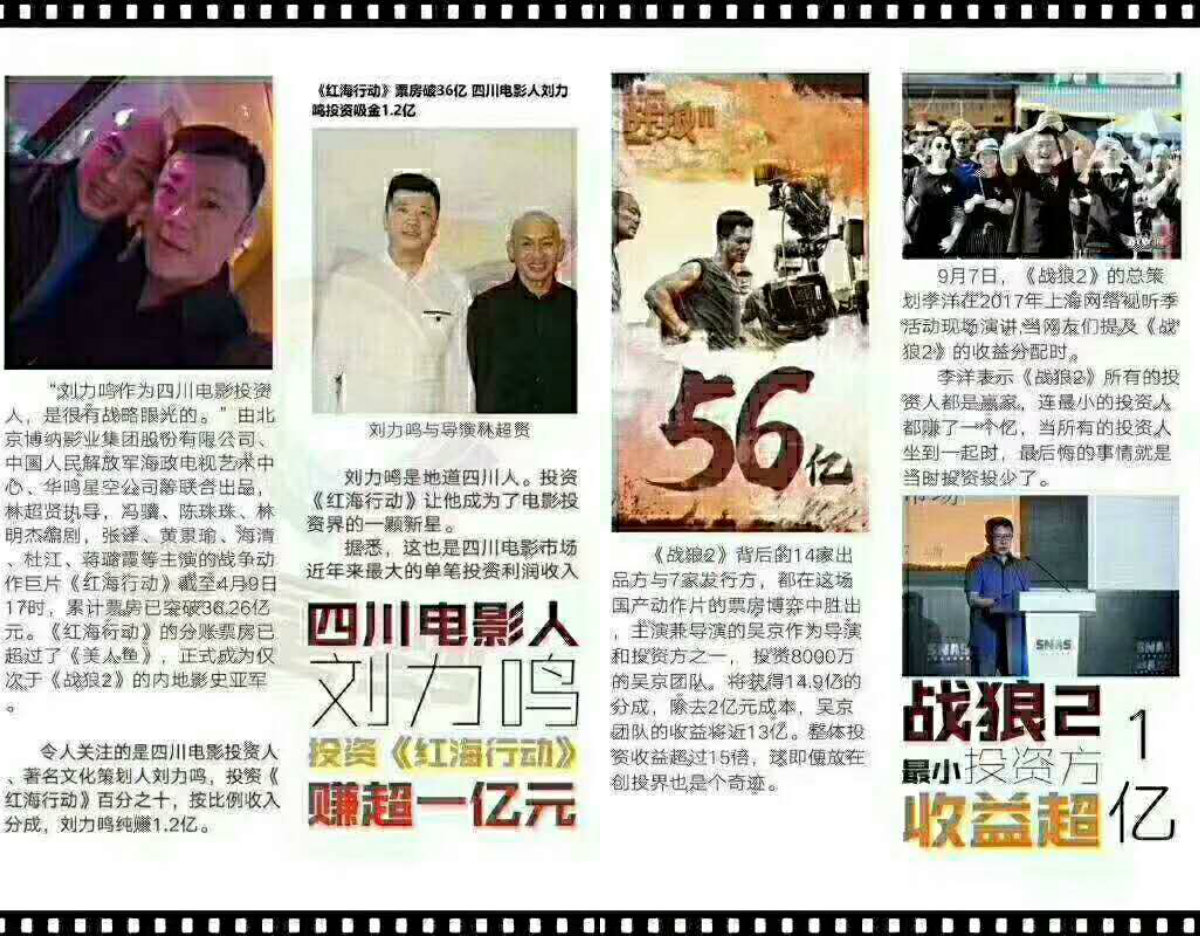 “刘力鸣作为四川电影投资
人，是很有战略眼光的。”由北
京博纳影业集团股份有限公司、
中国人民解放军海政电视艺术中
心、华鸣星空公司等联合出品，
林超贤执导，冯骥、陈珠珠、林
明杰编剧，张译、黄景瑜、海清
、杜江、蒋璐霞等主演的战争动
作巨片《红海行动》截至4月9日
17时，累计票房已突破36.26亿
元。《红海行动》的分账票房已
超过了《美人鱼》，正式成为仅
次于《战狼2》的内地影史亚军
。
令人关注的是四川电影投资人
、著名文化策划人刘力鸣，投资《
红海行动》百分之十，按比例收入
分成，刘力鸣纯赚1.2亿。
《红海行动》票房破36亿 四川电影人刘力
鸣投资吸金1.2亿
刘力鸣与导演林超贤
刘力鸣是地道四川人。投资
《红海行动》让他成为了电影投
资界的一颗新星。
据悉，这也是四川电影市场
近年来最大的单笔投资利润收入
四川电影人
刘力鸣
投资《红海行动》
赚超一亿元
战狼II
56亿
《战狼2》背后的14家出
品方与7家发行方，都在这场
国产动作片的票房博弈中胜出
，主演兼导演的吴京作为导演
和投资方之一，投资8000万
的吴京团队。将获得14.9亿的
分成，除去2亿元成本，吴京
团队的收益将近13亿。整体投
资收益超过15倍，这即便放在
创投界也是个奇迹。
9月7日，《战狼2》的总策
划李洋在2017年上海网络视听季
活动现场演讲,当网友们提及《战
狼2》的收益分配时。
李洋表示《战狼2》所有的投
资人都是赢家，连最小的投资人
都赚了一个亿，当所有的投资人
坐到一起时，最后悔的事情就是
当时投资投少了。
SNAS
战狼2
最小投资方
收益超
1亿